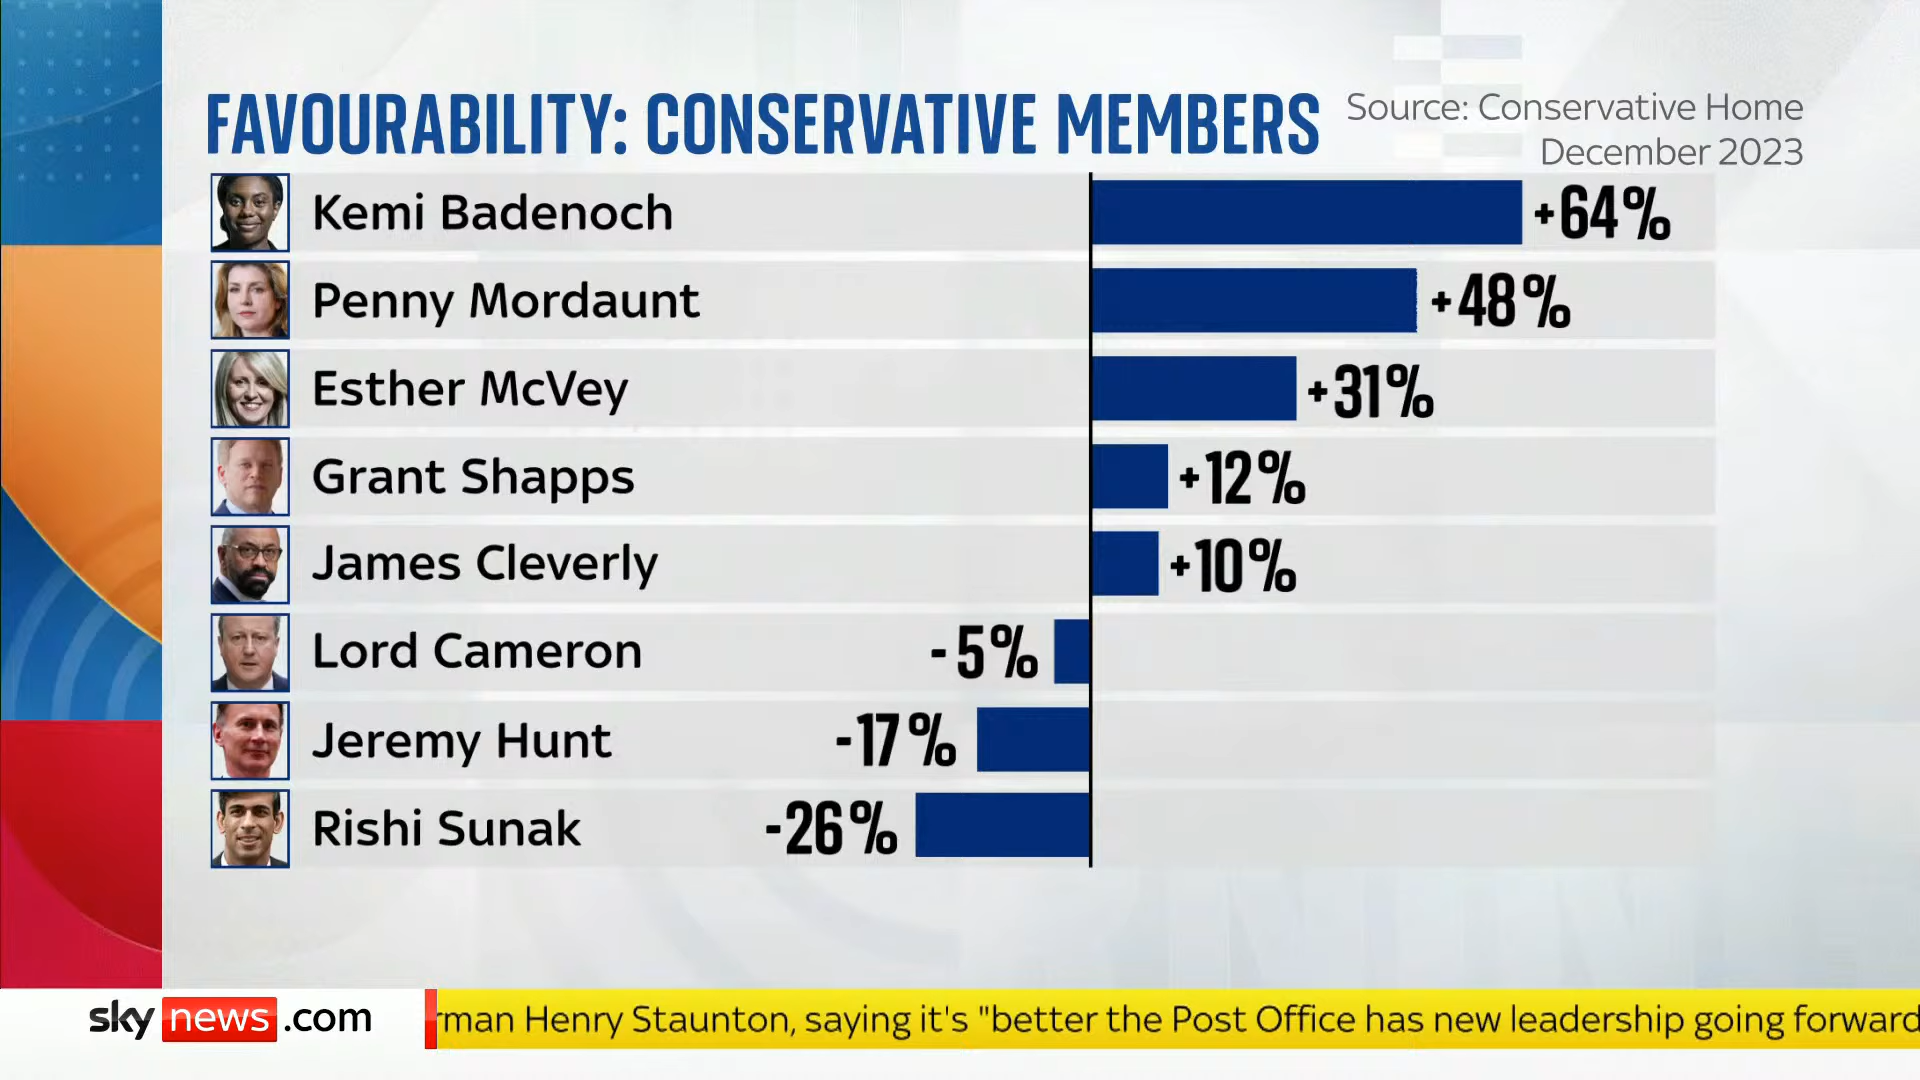 FAVOURABILITY: CONSERVATIVE MEMBERS
Source: Conservative Home
December 2023
Kemi Badenoch +64%
Penny Mordaunt +48%
Esther McVey +31%
Grant Shapps +12%
James Cleverly +10%
Lord Cameron -5%
Jeremy Hunt -17%
Rishi Sunak -26%
sky news .com
rman Henry Staunton, saying it's "better the Post Office has new leadership going forward